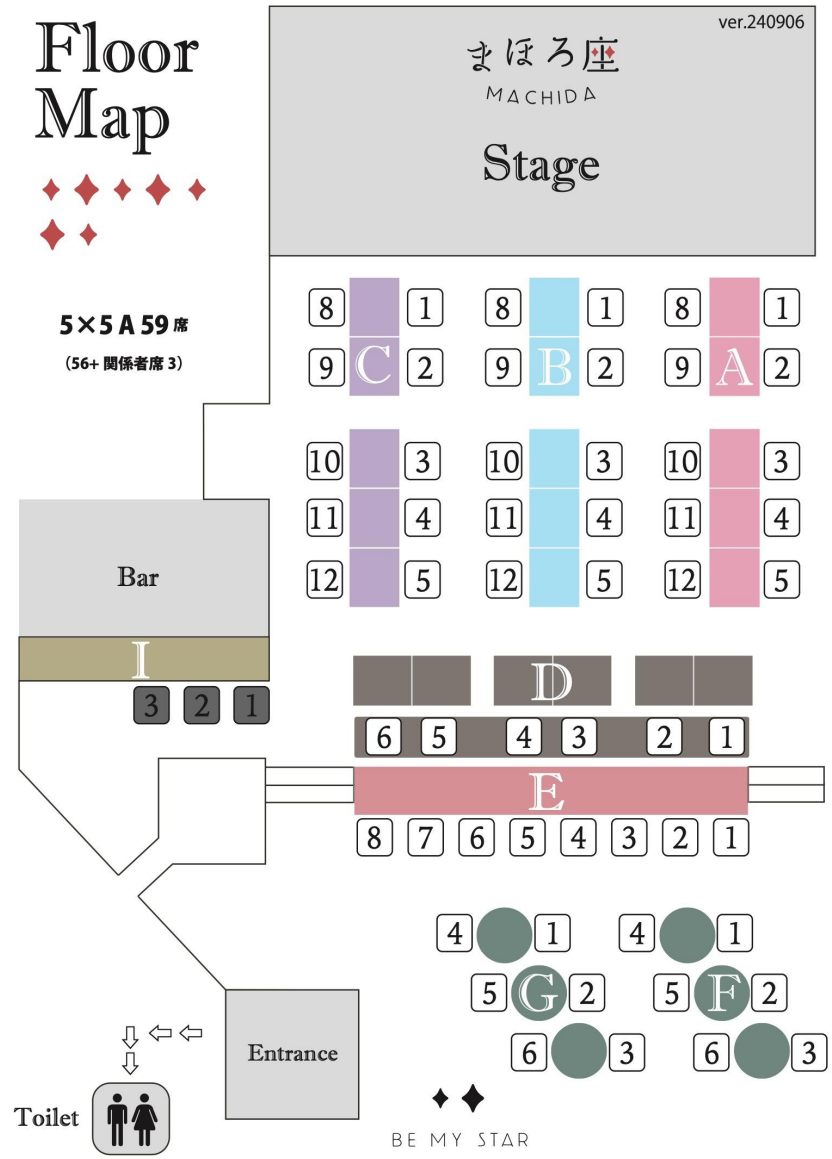 Floor
Map
ver.240906
まほろ座
MACHIDA
Stage
5×5 A 59 席
（56+ 関係者席 3）
8 1 8 1 8 1
9 C 2 9 B 2 9 A 2
10 3 10 3 10 3
11 4 11 4 11 4
12 5 12 5 12 5
Bar
I
3 2 1
D
6 5 4 3 2 1
E
8 7 6 5 4 3 2 1
4 1 4 1
5 G 2 5 F 2
6 3 6 3
Entrance
Toilet
BE MY STAR